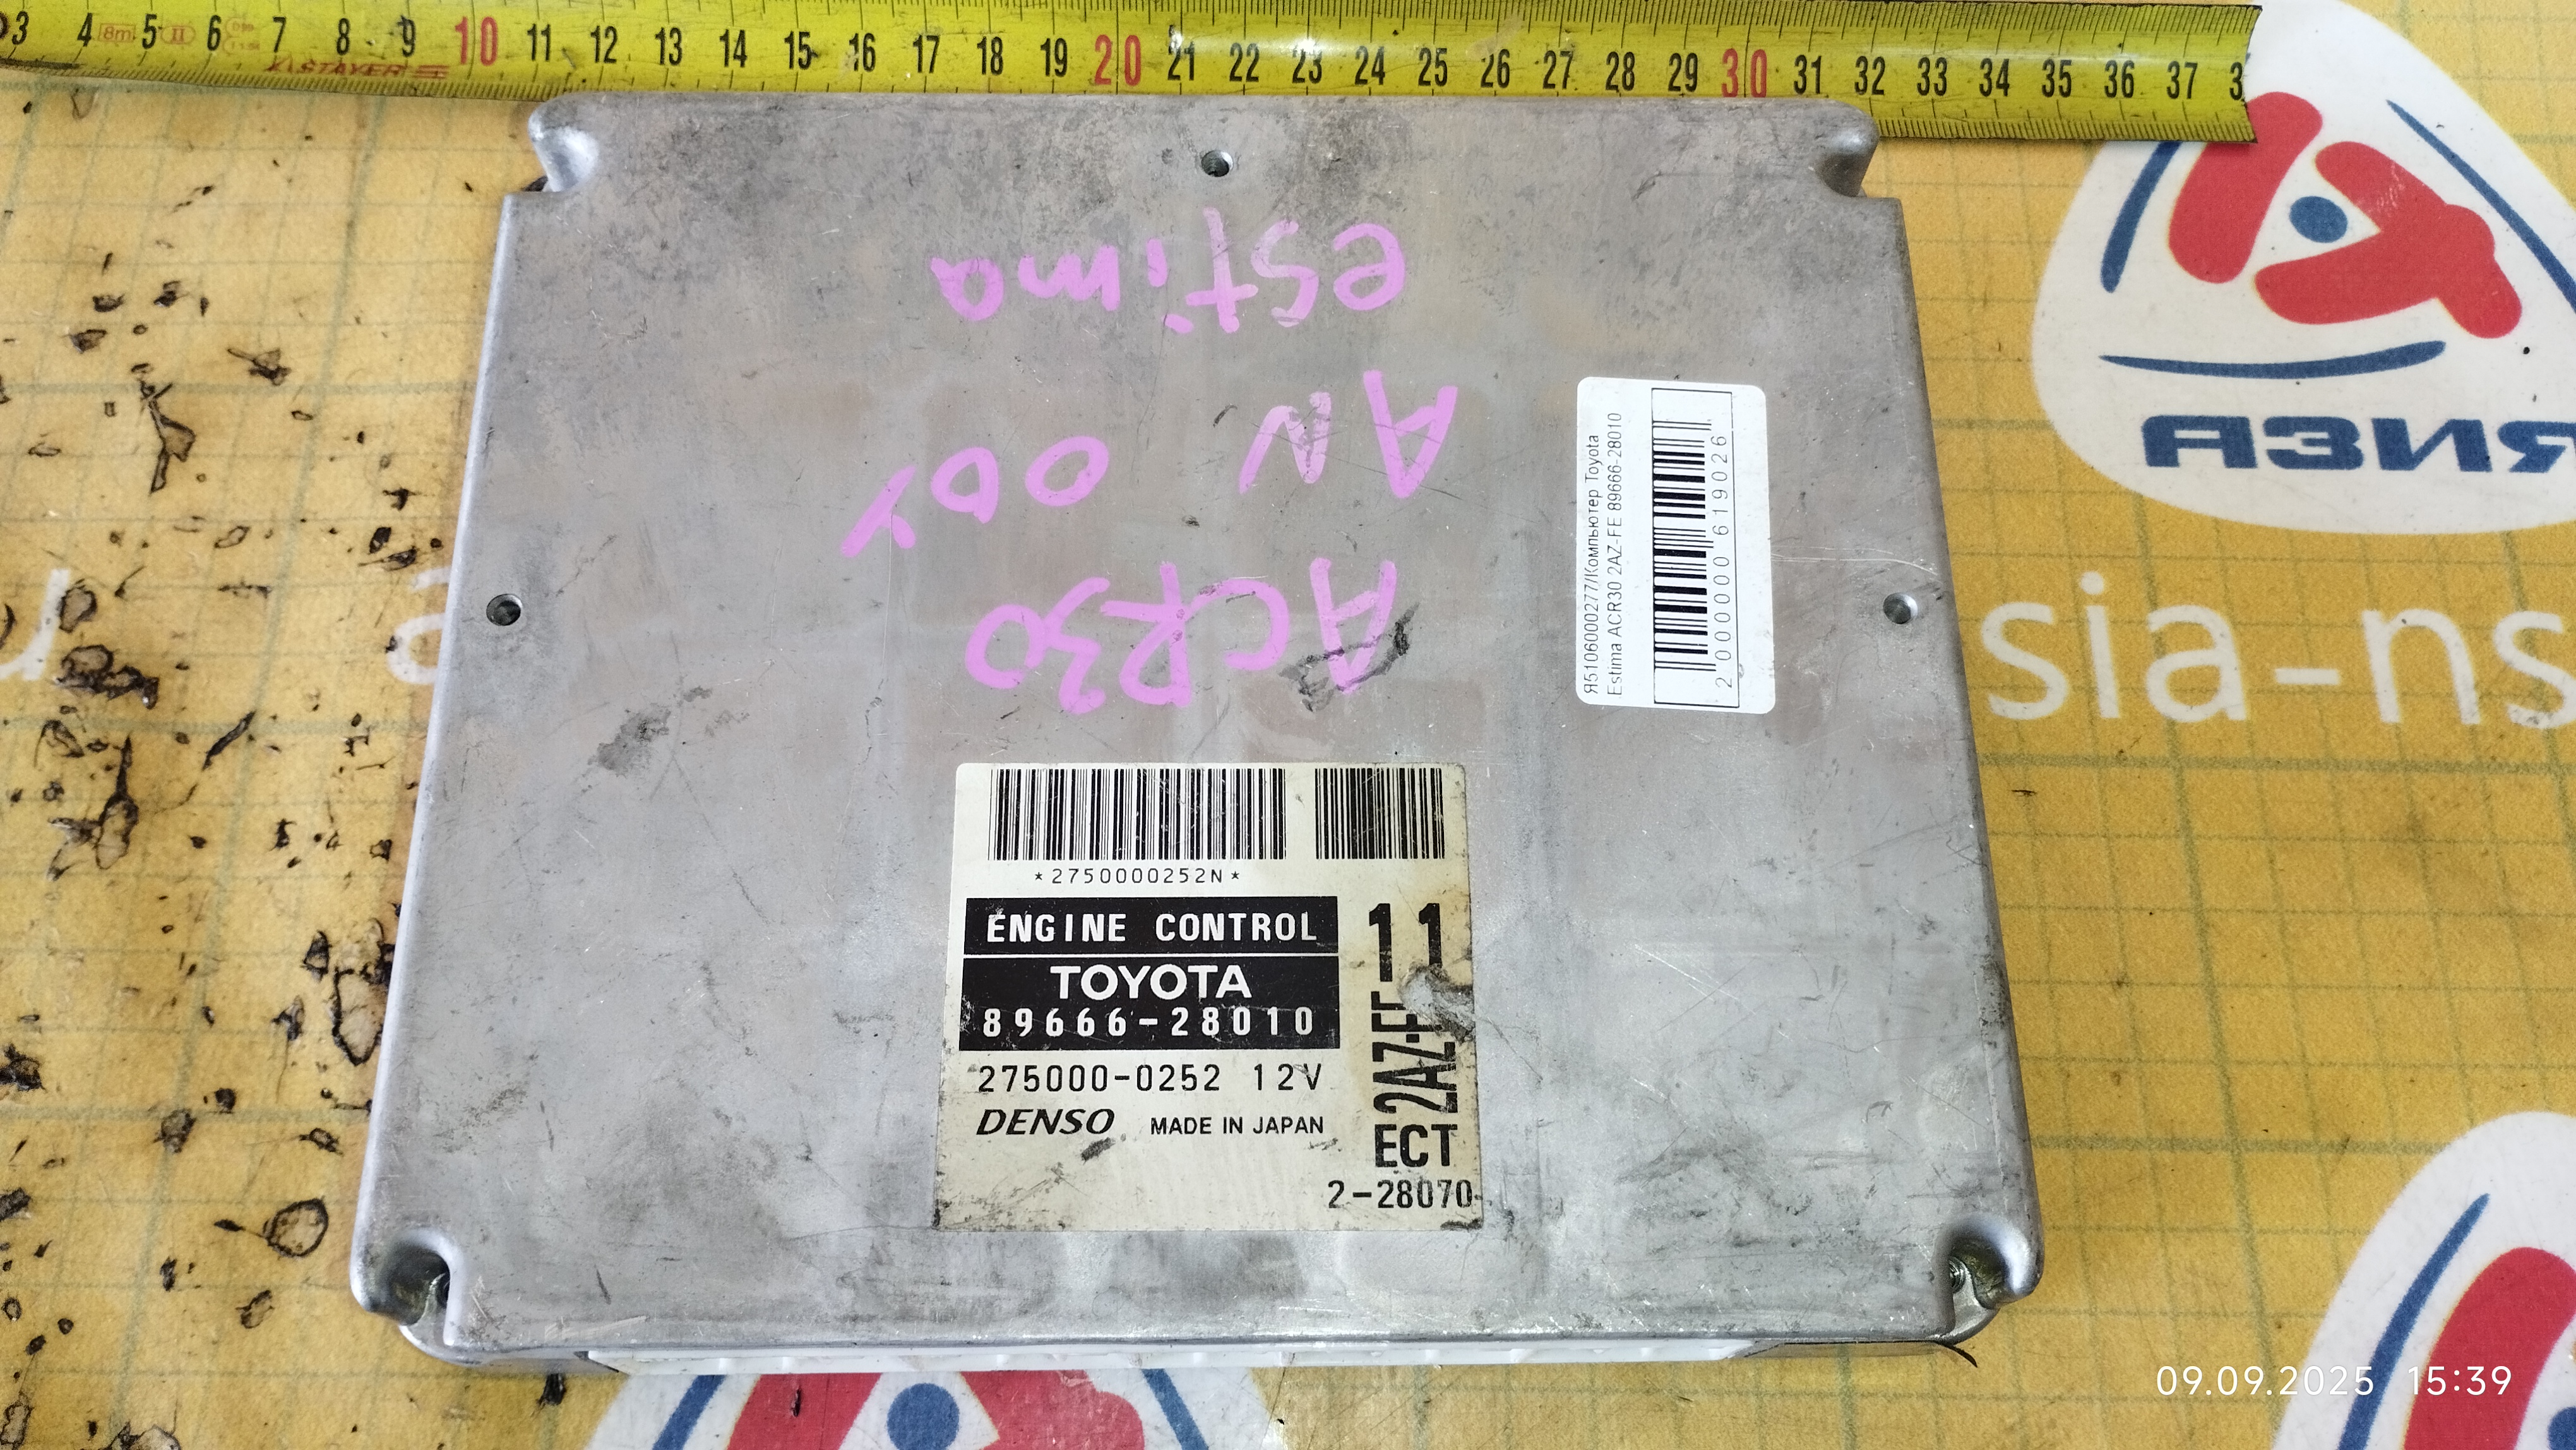 3 4 5 6 7 8 9 10 11 12 13 14 15 16 17 18 19 20 21 22 23 24 25 26 27 28 29 30 31 32 33 34 35 36 37 3
8m II
STAYER
estima
AN 00Y
ACR30
Я5106000277/Компьютер Toyota
Estima ACR30 2AZ-FE 89666-28010
2000000619026
*2750000252N*
ENGINE CONTROL
TOYOTA
89666-28010
275000-0252 12V
DENSO MADE IN JAPAN
11
2AZ-FE
ECT
2-28070
АЗИЯ
sia-ns
a
09.09.2025 15:39